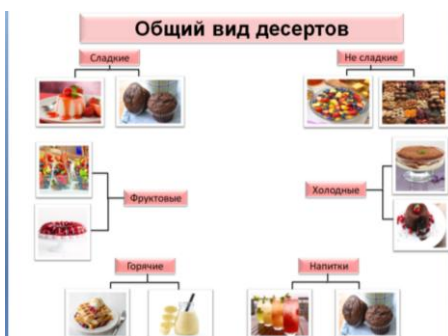 Общий вид десертов
Сладкие
Не сладкие
Фруктовые
Холодные
Горячие
Напитки